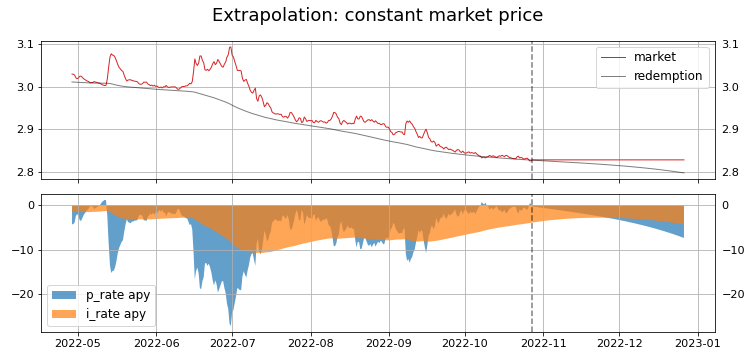 Extrapolation: constant market price
3.1 3.1
market
redemption
3.0 3.0
2.9 2.9
2.8 2.8
0 0
−10 −10
−20 −20
p_rate apy
i_rate apy
2022-05 2022-06 2022-07 2022-08 2022-09 2022-10 2022-11 2022-12 2023-01